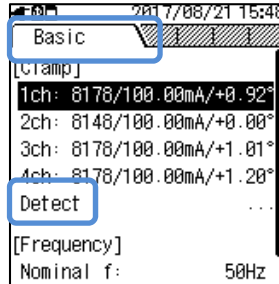 2017/08/21 15:48
Basic
[Clamp]
1ch: 8178/100.00mA/+0.92°
2ch: 8148/100.00mA/+0.00°
3ch: 8178/100.00mA/+1.01°
4ch: 8178/100.00mA/+1.20°
Detect ...
[Frequency]
Nominal f: 50Hz